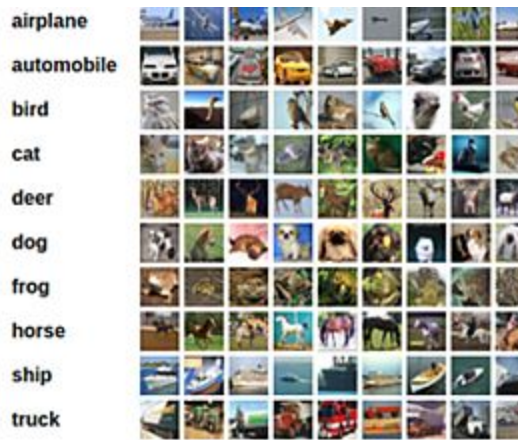 airplane
automobile
bird
cat
deer
dog
frog
horse
ship
truck